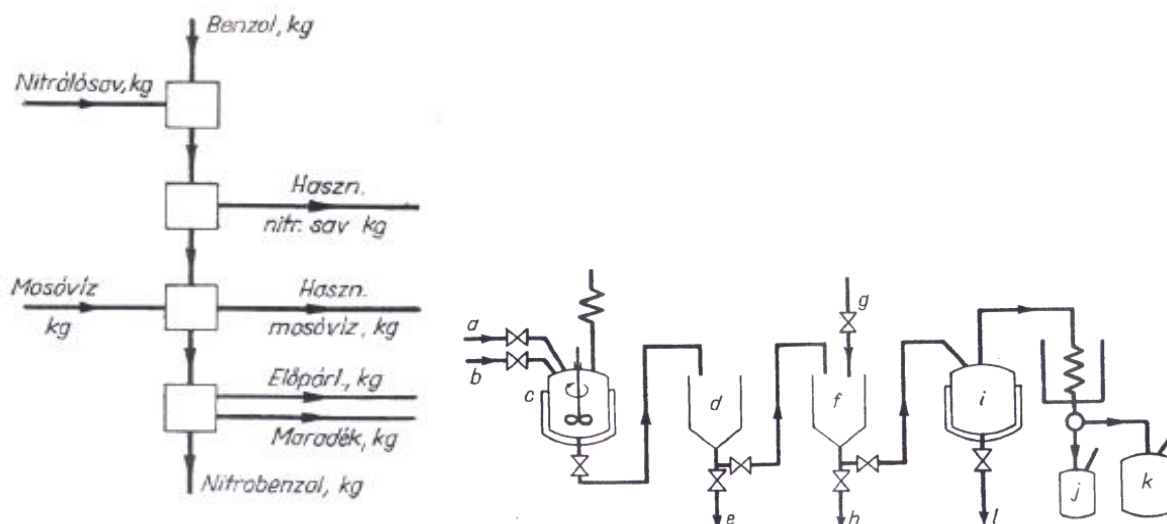 Benzol, kg
Nitrálósav, kg
Haszn.
nitr. sav kg
Mosóvíz
kg
Haszn.
mosóvíz, kg
Előpárl., kg
Maradék, kg
Nitrobenzol, kg
a
b
c
d
e
f
g
h
i
j
k
l